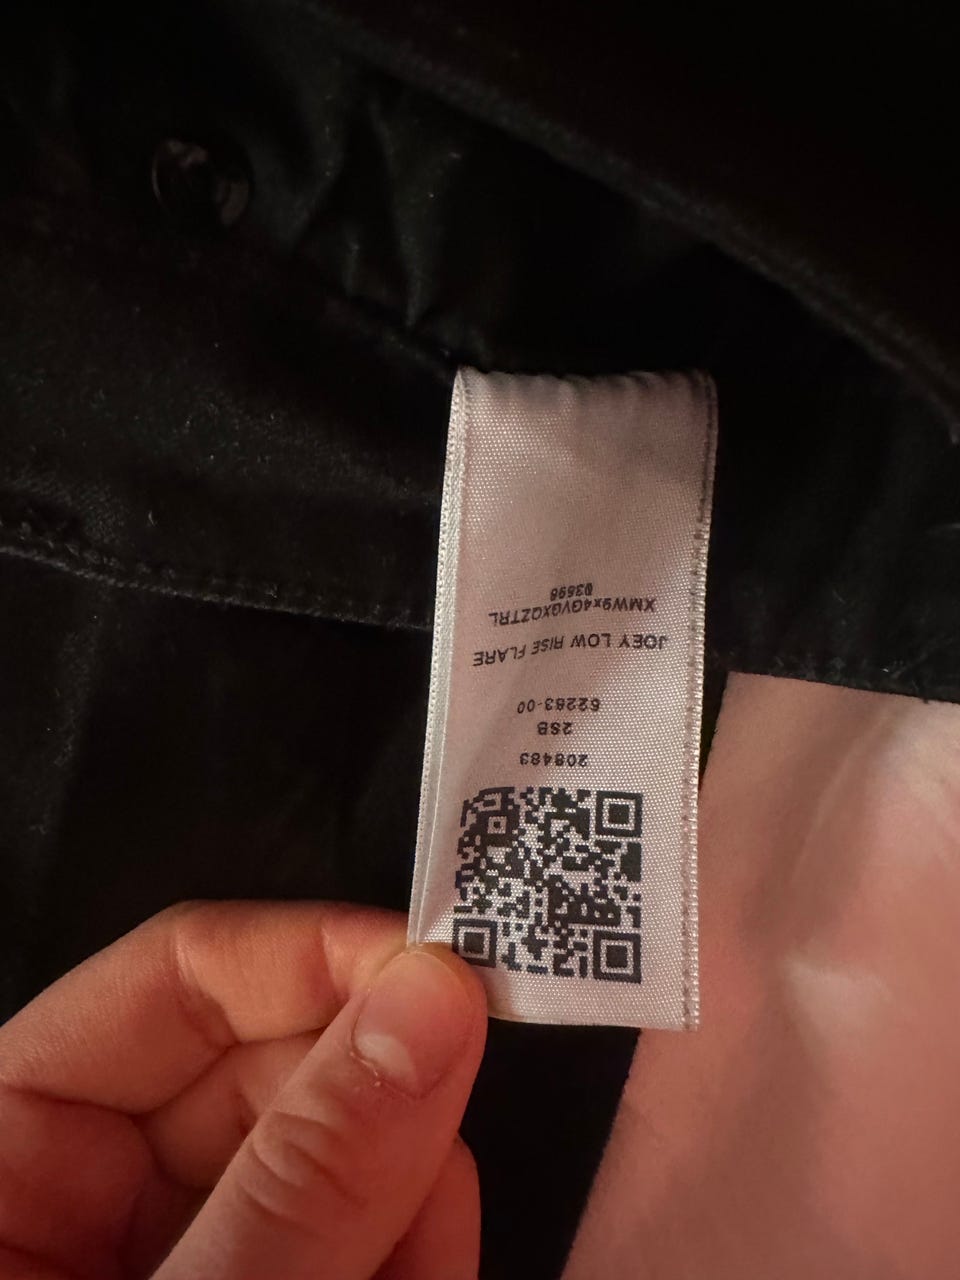 208483
2SB
62283-00
JOEY LOW RISE FLARE